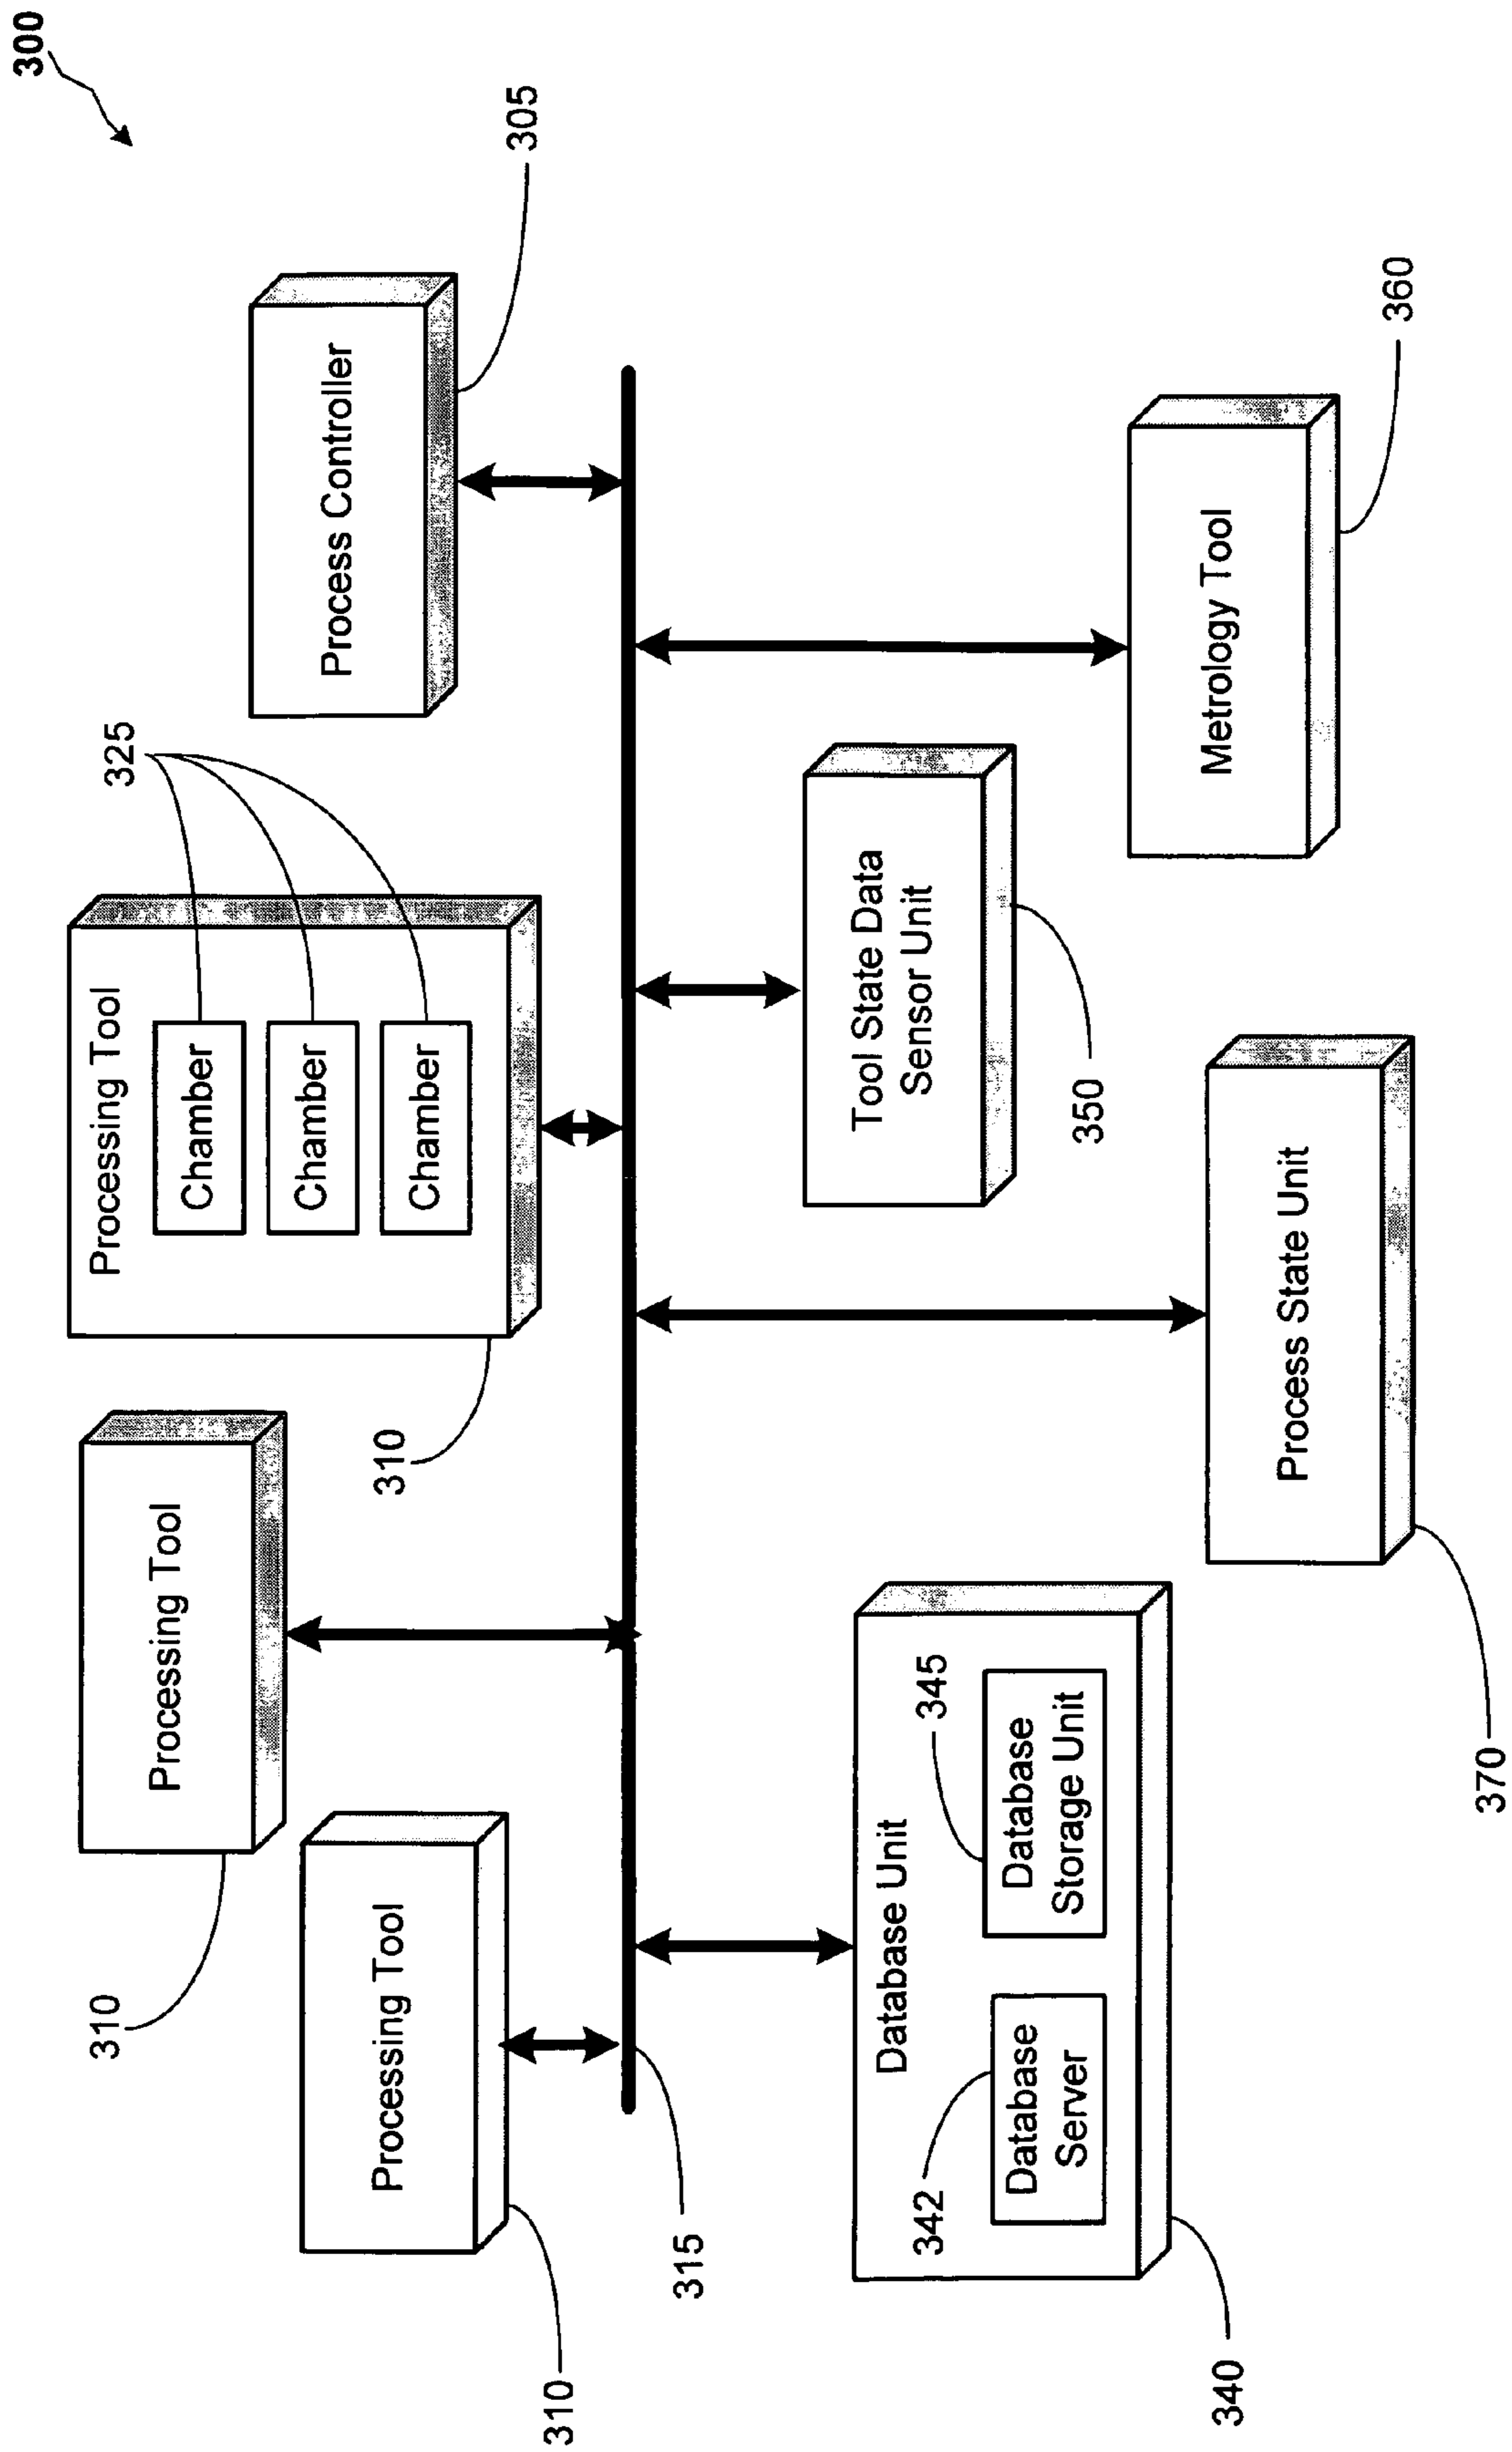 300
Process Controller
305
325
Processing Tool
Chamber
Chamber
Chamber
310
Processing Tool
310
Processing Tool
310
315
Tool State Data
Sensor Unit
350
Metrology Tool
360
Process State Unit
370
Database Unit
345
Database
Storage Unit
342
Database
Server
340